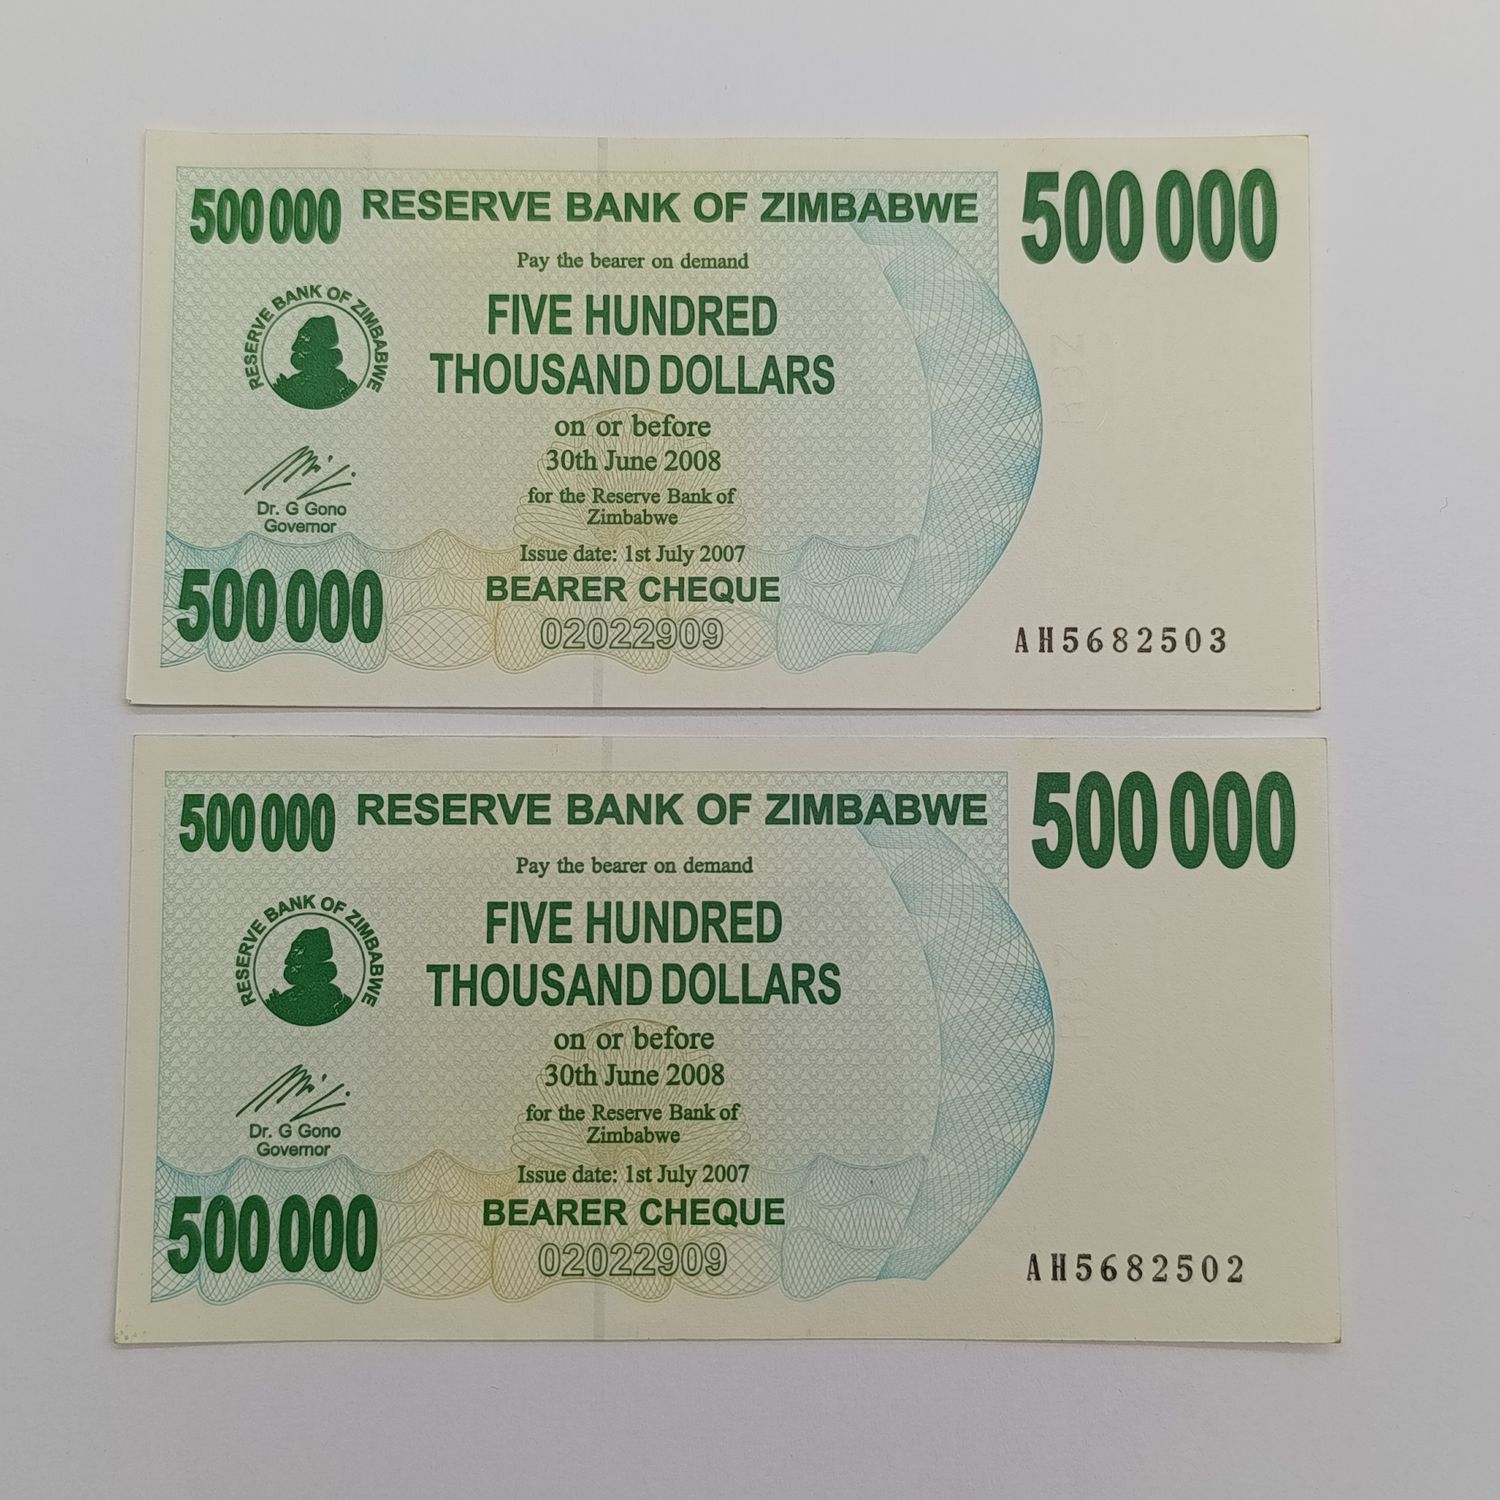 500 000 RESERVE BANK OF ZIMBABWE 500 000
Pay the bearer on demand
FIVE HUNDRED
THOUSAND DOLLARS
RESERVE BANK OF ZIMBABWE
on or before
30th June 2008
for the Reserve Bank of
Zimbabwe
Dr. G Gono
Governor
Issue date: 1st July 2007
BEARER CHEQUE
500 000
02022909
AH5682503
500 000 RESERVE BANK OF ZIMBABWE 500 000
Pay the bearer on demand
FIVE HUNDRED
THOUSAND DOLLARS
RESERVE BANK OF ZIMBABWE
on or before
30th June 2008
for the Reserve Bank of
Zimbabwe
Dr. G Gono
Governor
Issue date: 1st July 2007
BEARER CHEQUE
500 000
02022909
AH5682502